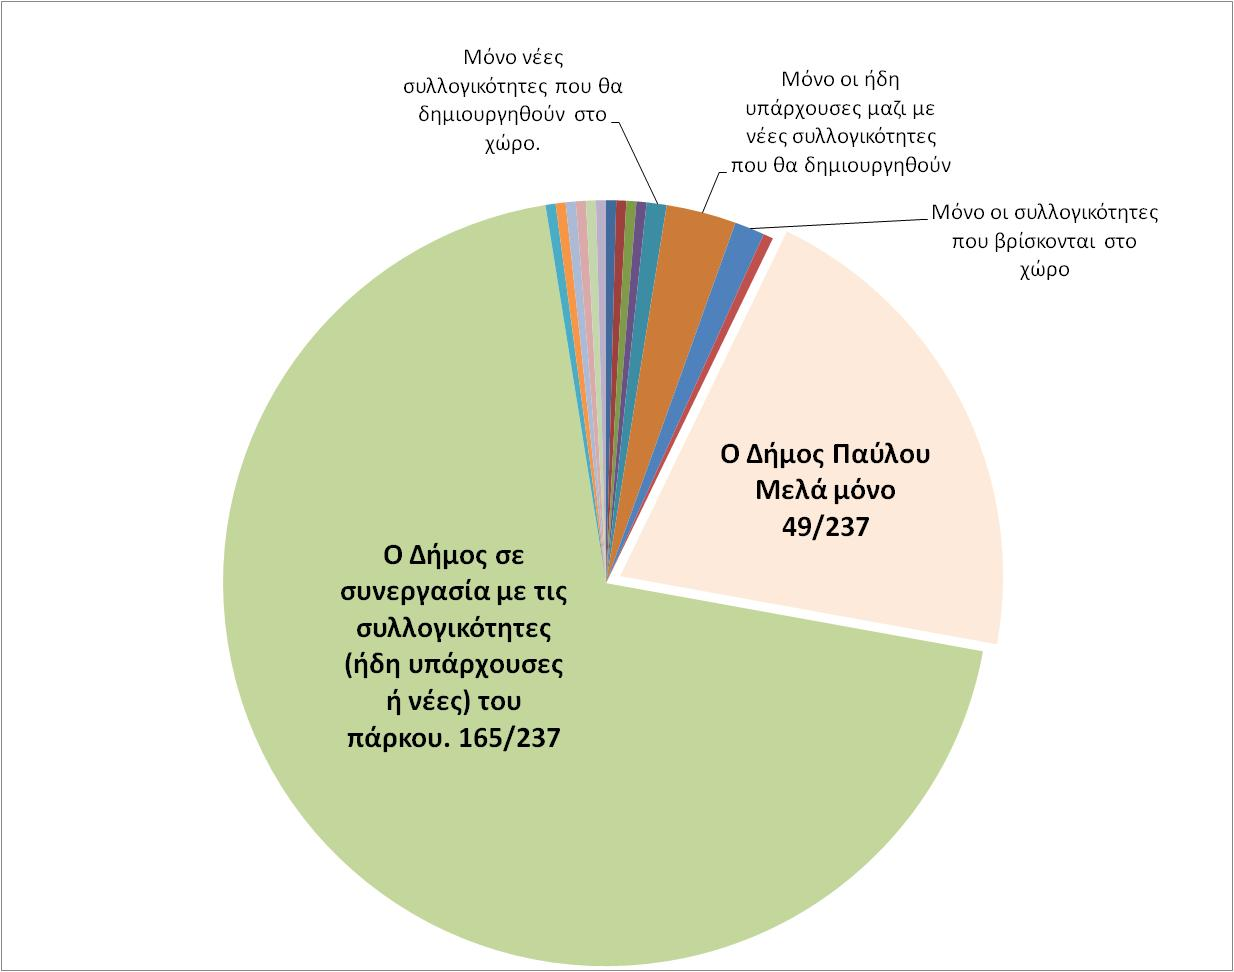 Μόνο νέες
συλλογικότητες που θα
δημιουργηθούν στο
χώρο.
Μόνο οι ήδη
υπάρχουσες μαζι με
νέες συλλογικότητες
που θα δημιουργηθούν
Μόνο οι συλλογικότητες
που βρίσκονται στο
χώρο
Ο Δήμος Παύλου
Μελά μόνο
49/237
Ο Δήμος σε
συνεργασία με τις
συλλογικότητες
(ήδη υπάρχουσες
ή νέες) του
πάρκου. 165/237